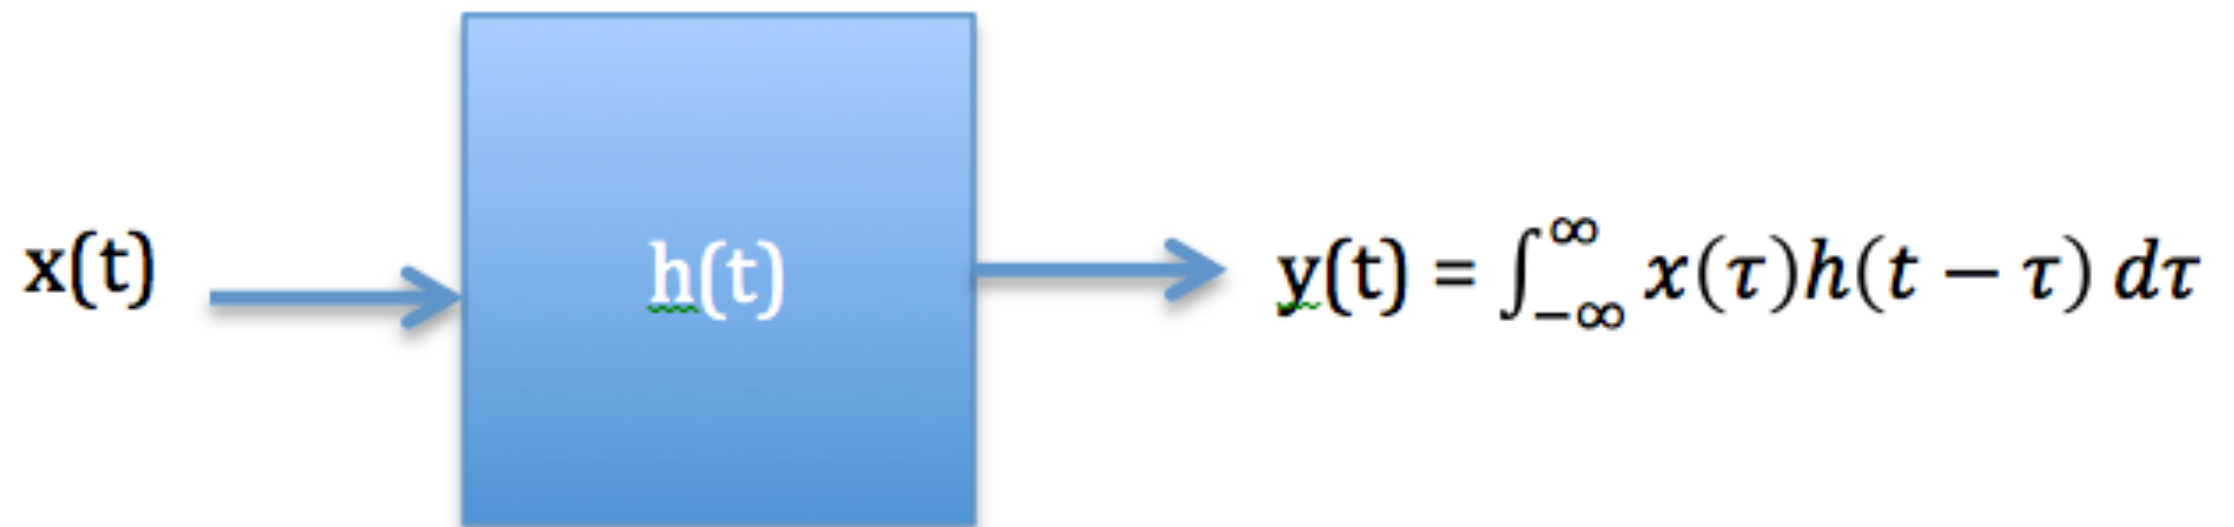 x(t)
h(t)
y(t) = ∫_{-∞}^{∞} x(τ)h(t − τ) dτ